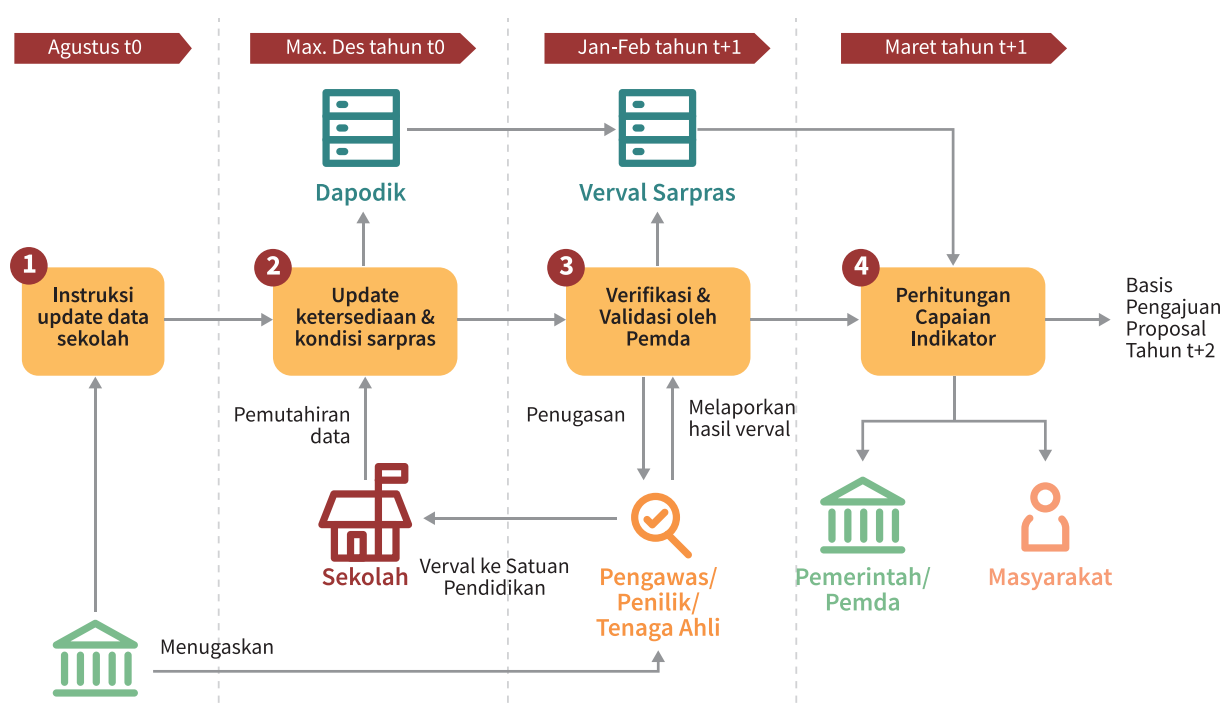 Agustus t0
Max. Des tahun t0
Jan-Feb tahun t+1
Maret tahun t+1
Dapodik
Verval Sarpras
1
Instruksi
update data
sekolah
2
Update
ketersediaan &
kondisi sarpras
3
Verifikasi &
Validasi oleh
Pemda
4
Perhitungan
Capaian
Indikator
Basis
Pengajuan
Proposal
Tahun t+2
Pemutahiran
data
Penugasan
Melaporkan
hasil verval
Sekolah
Verval ke Satuan
Pendidikan
Pengawas/
Penilik/
Tenaga Ahli
Pemerintah/
Pemda
Masyarakat
Menugaskan